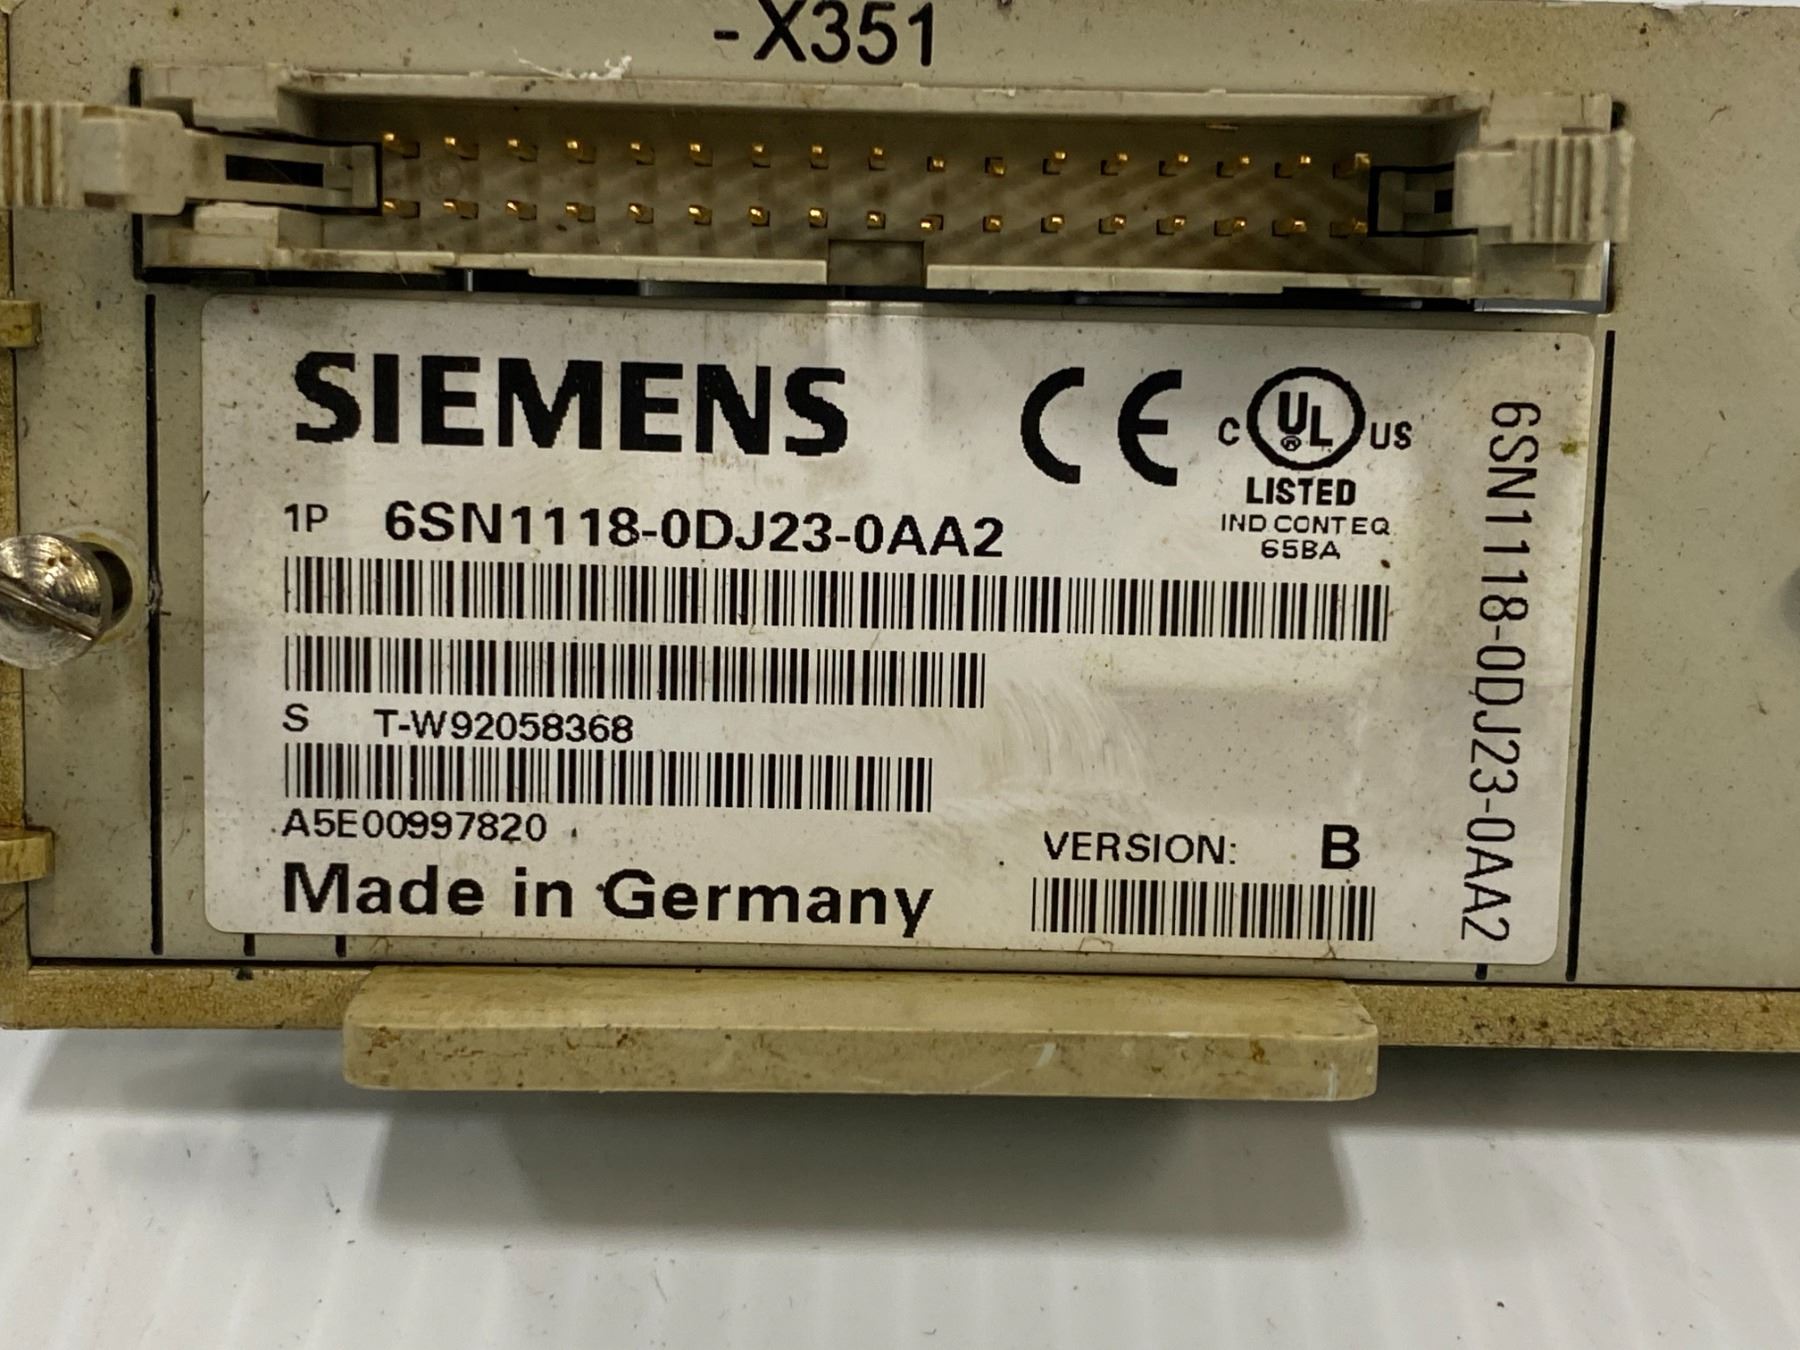 -X351
SIEMENS
CE
C UL® US
LISTED
IND CONT EQ
65BA
1P 6SN1118-0DJ23-0AA2
S T-W92058368
A5E00997820
Made in Germany
VERSION: B
6SN1118-0DJ23-0AA2